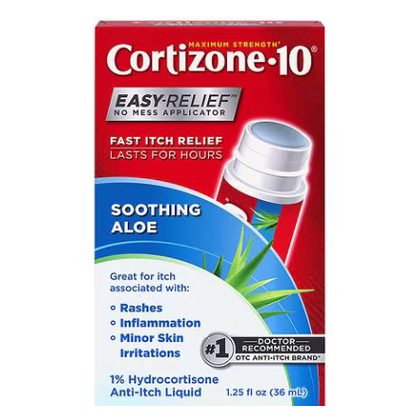 MAXIMUM STRENGTH†
Cortizone·10®
EASY-RELIEF™
NO MESS APPLICATOR
FAST ITCH RELIEF
LASTS FOR HOURS
SOOTHING
ALOE
Great for itch
associated with:
Rashes
Inflammation
Minor Skin
Irritations
#1 DOCTOR
RECOMMENDED
OTC ANTI-ITCH BRAND*
1% Hydrocortisone
Anti-Itch Liquid
1.25 fl oz (36 mL)